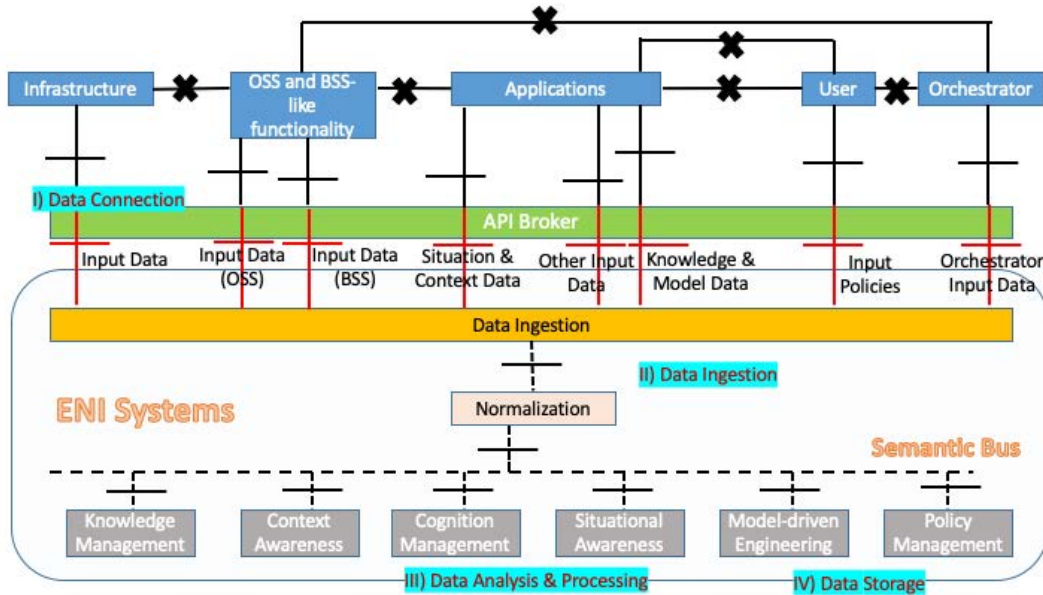 Infrastructure
OSS and BSS-
like
functionality
Applications
User
Orchestrator
I) Data Connection
API Broker
Input Data
Input Data
(OSS)
Input Data
(BSS)
Situation &
Context Data
Other Input
Data
Knowledge &
Model Data
Input
Policies
Orchestrator
Input Data
Data Ingestion
II) Data Ingestion
Normalization
ENI Systems
Semantic Bus
Knowledge
Management
Context
Awareness
Cognition
Management
Situational
Awareness
Model-driven
Engineering
Policy
Management
III) Data Analysis & Processing
IV) Data Storage